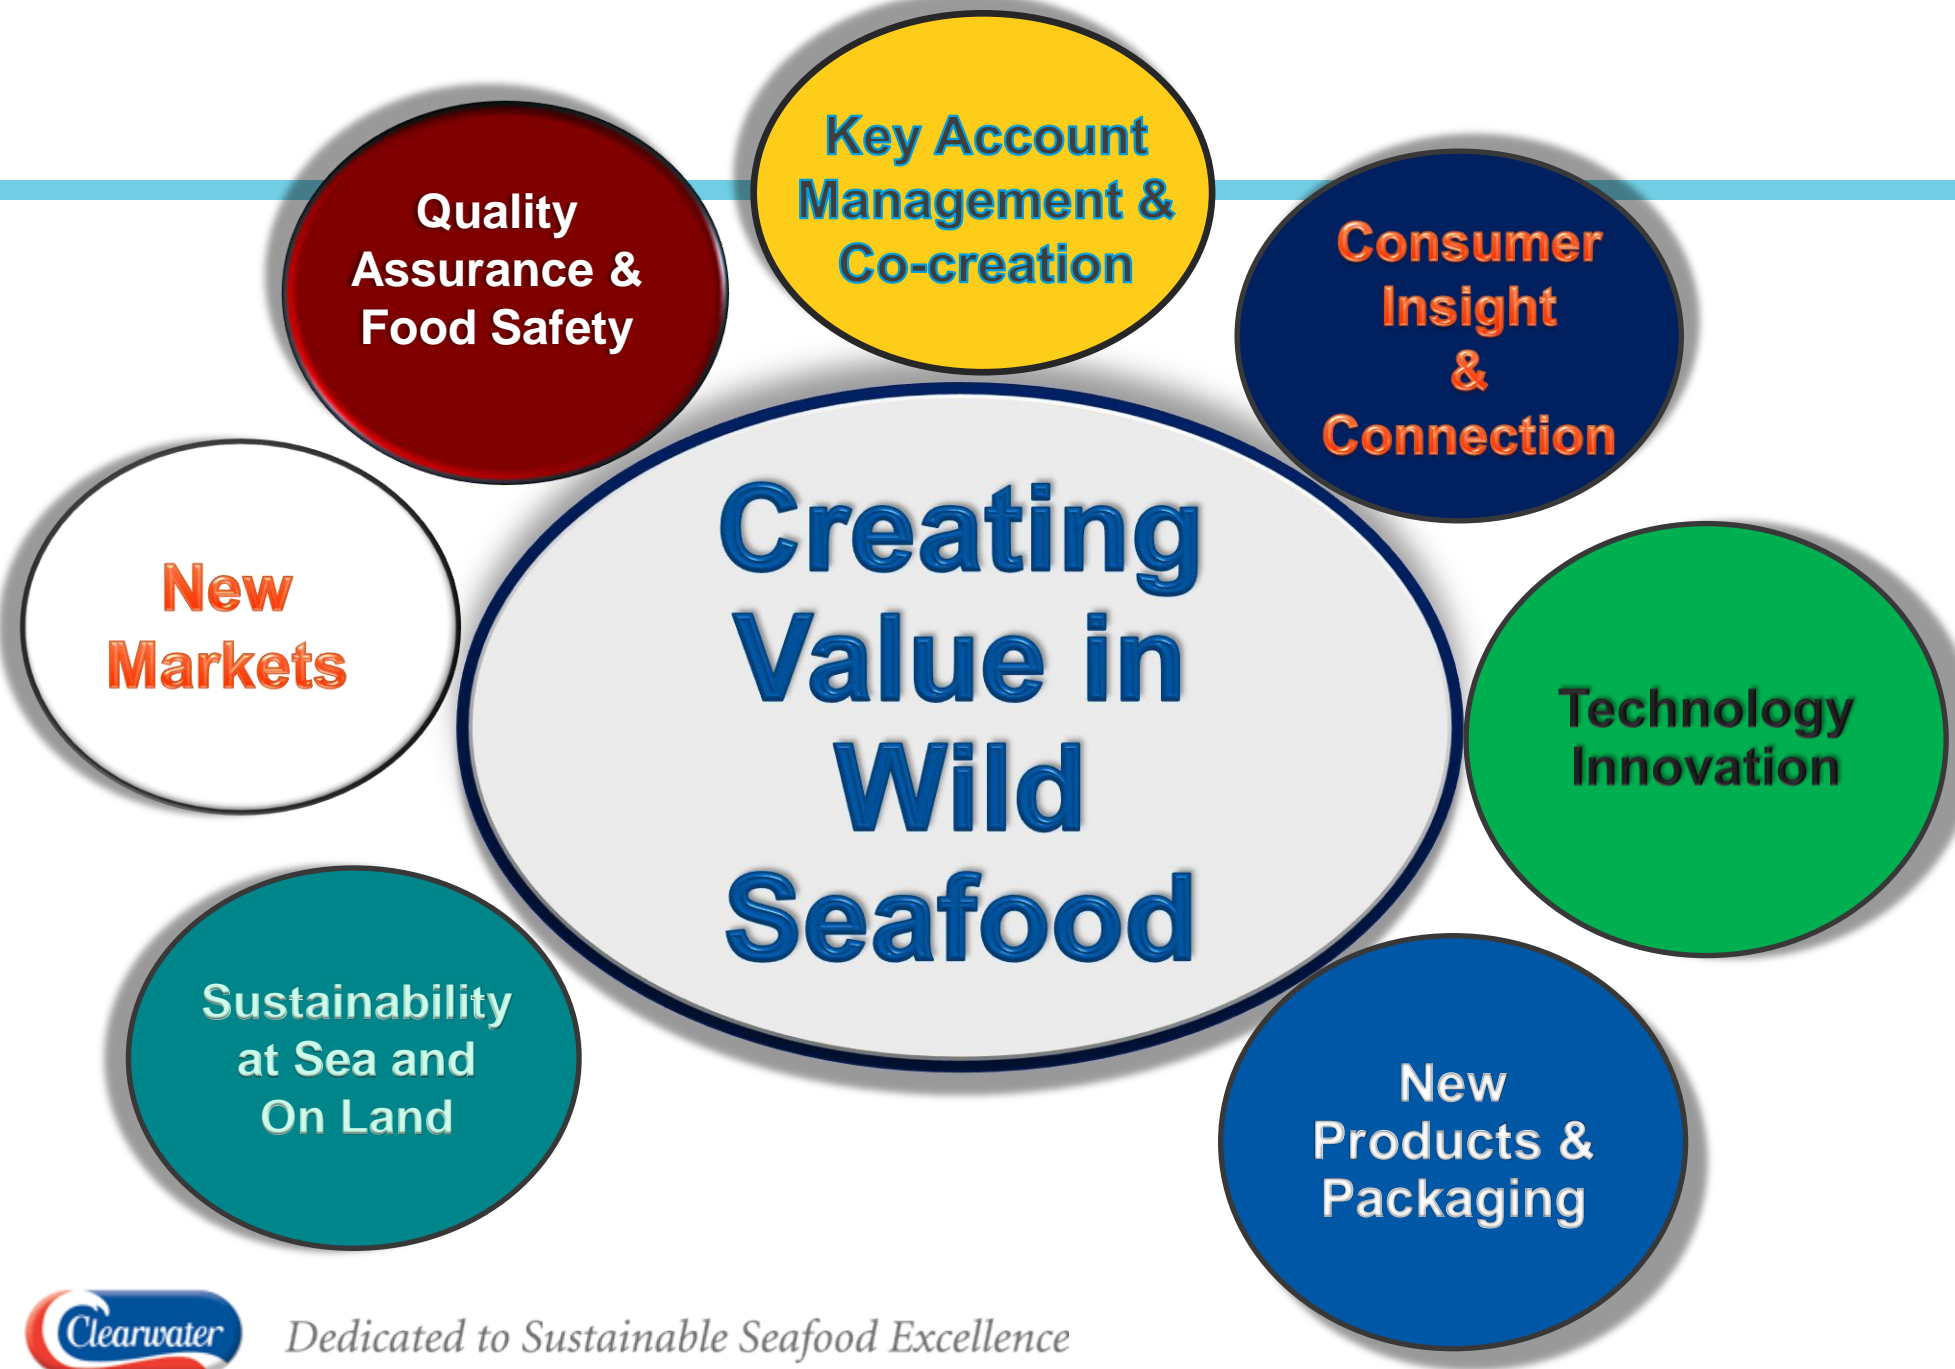 Key Account
Management &
Co-creation
Quality
Assurance &
Food Safety
Consumer
Insight
&
Connection
Creating
Value in
Wild
Seafood
New
Markets
Technology
Innovation
Sustainability
at Sea and
On Land
New
Products &
Packaging
Clearwater
Dedicated to Sustainable Seafood Excellence